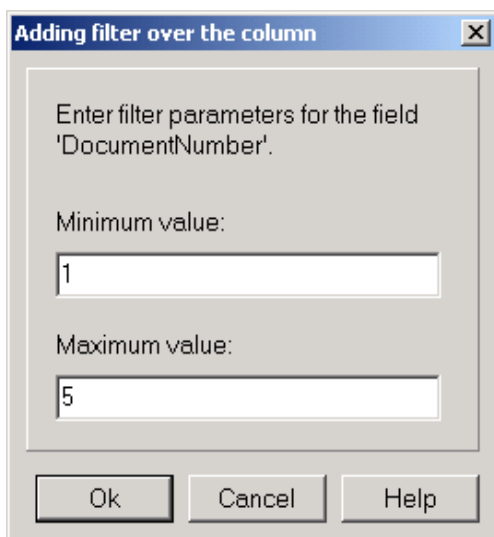 Adding filter over the column
Enter filter parameters for the field
'DocumentNumber'.
Minimum value:
1
Maximum value:
5
Ok Cancel Help